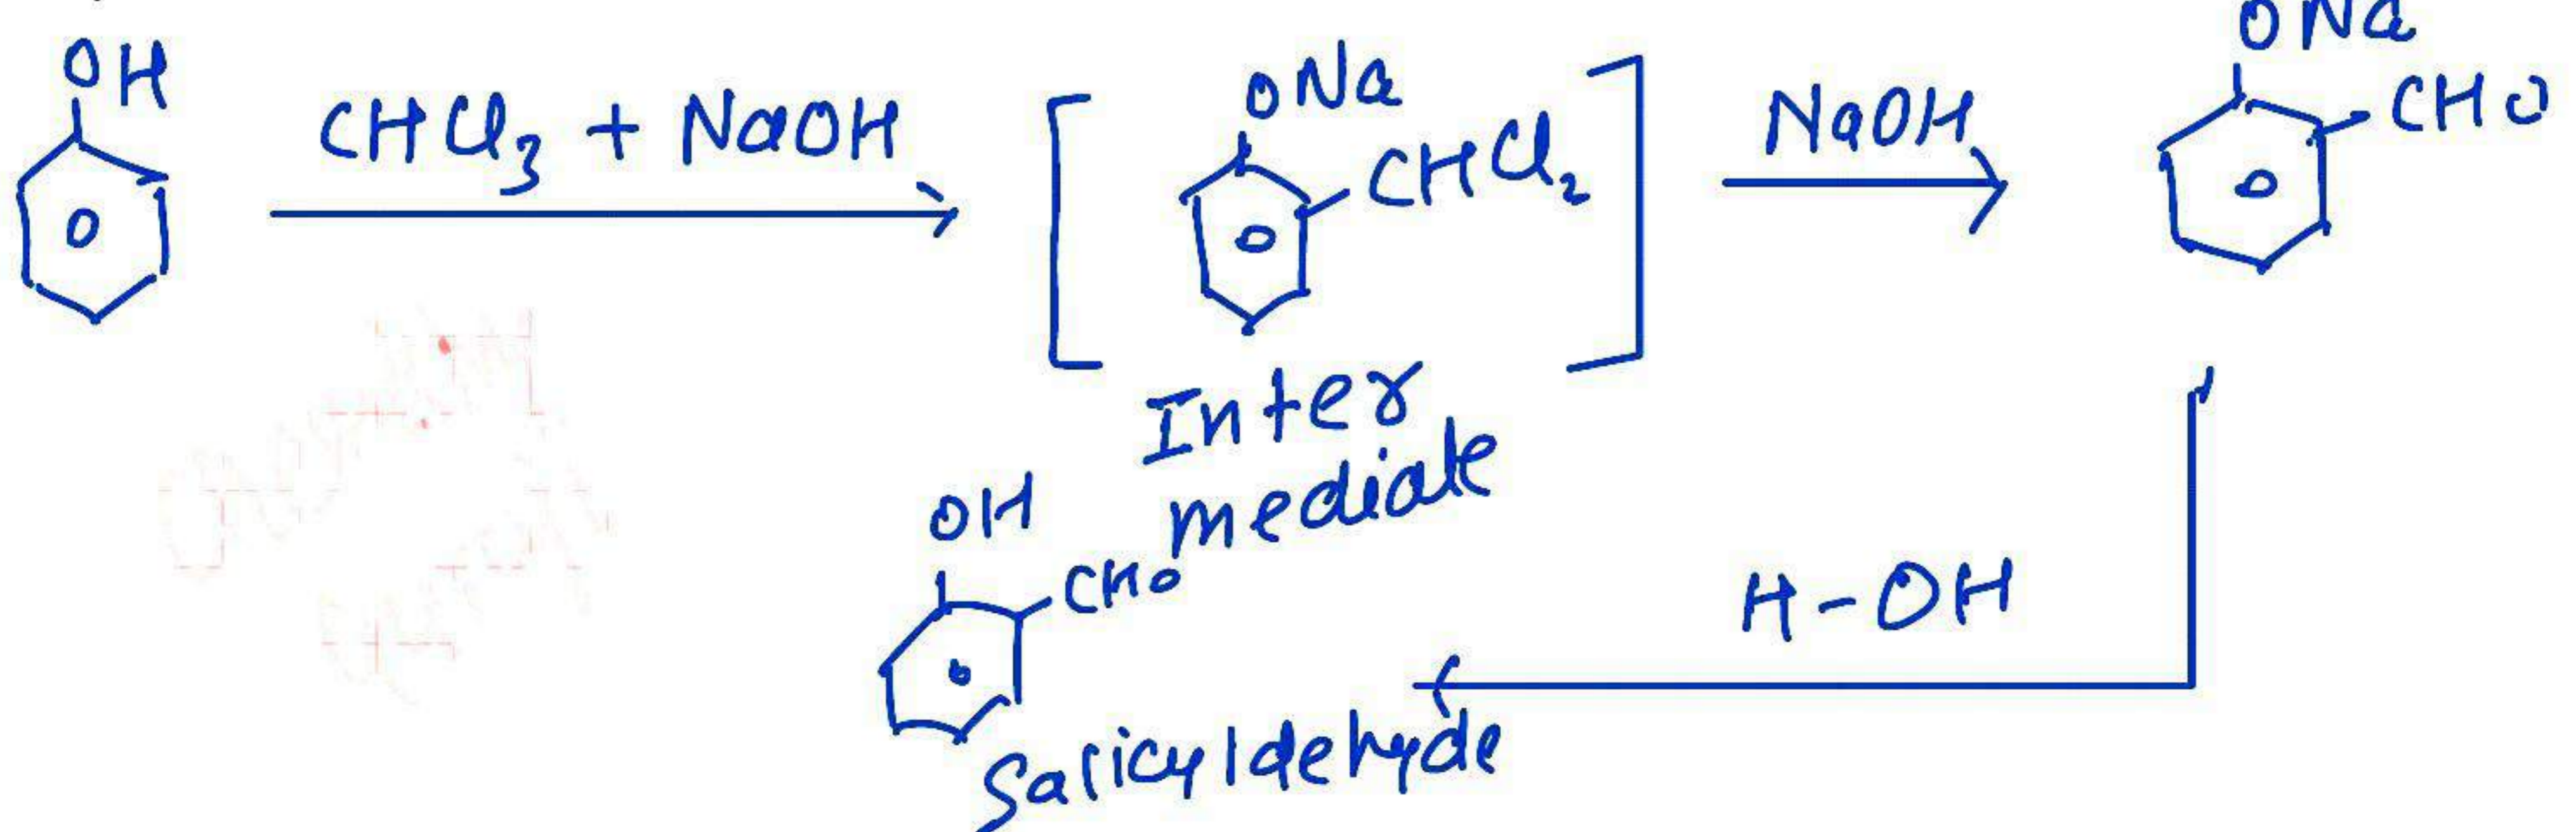 OH
CHCl₃ + NaOH
ONa
CHCl₂
Inter
mediate
NaOH
ONa
CHO
H-OH
OH
CHO
Salicyldehyde